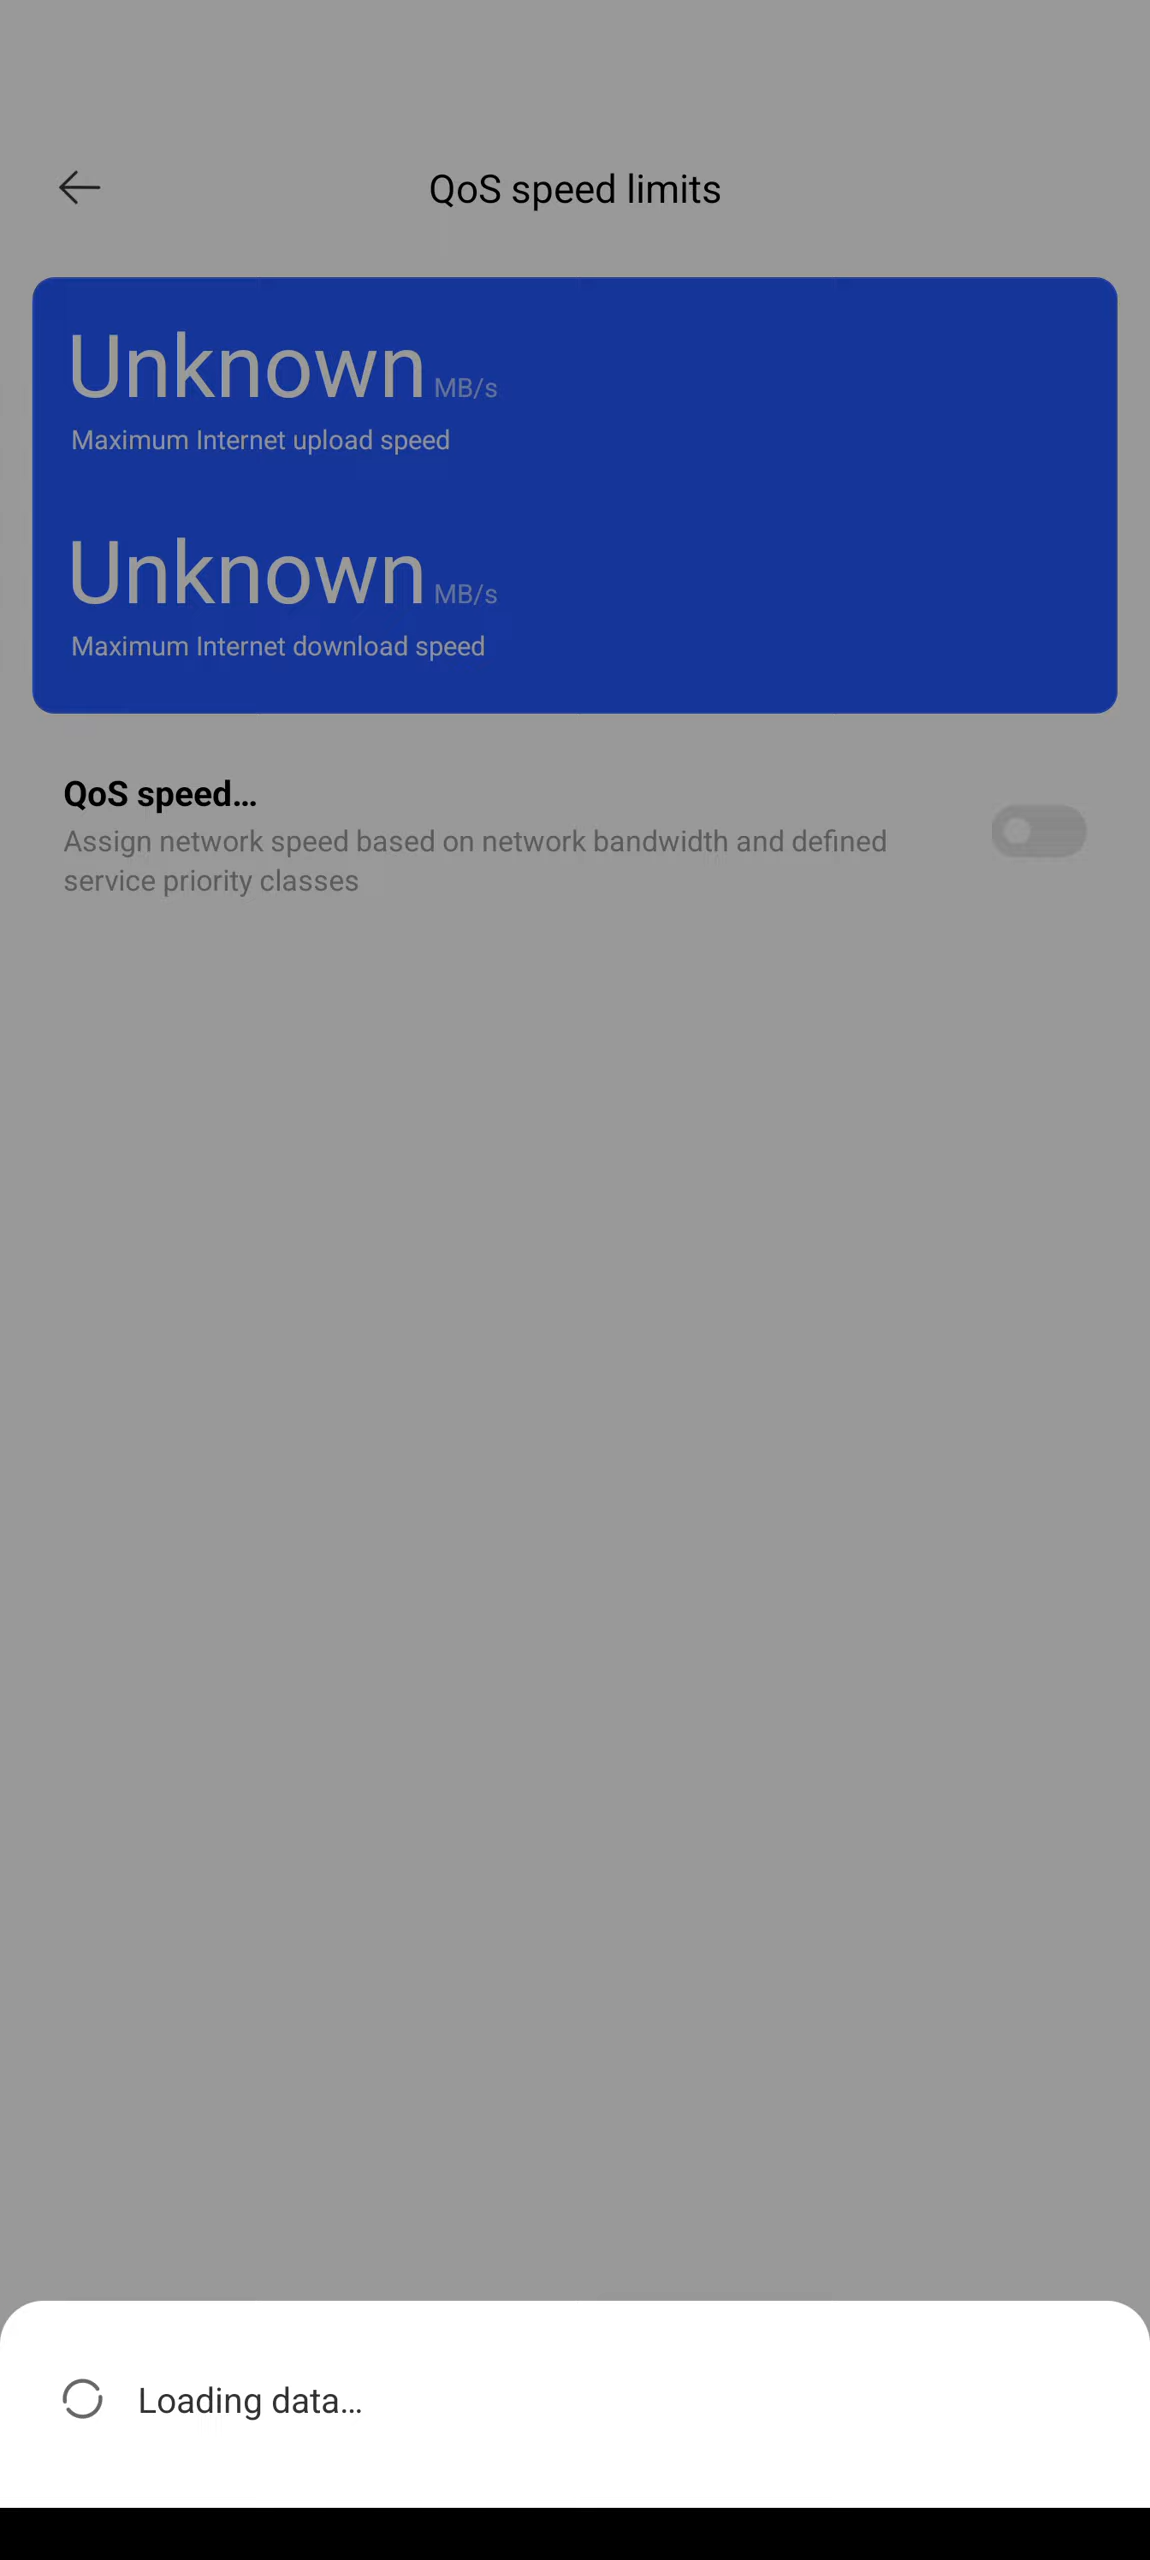 QoS speed limits
Unknown MB/s
Maximum Internet upload speed
Unknown MB/s
Maximum Internet download speed
QoS speed...
Assign network speed based on network bandwidth and defined
service priority classes
Loading data...